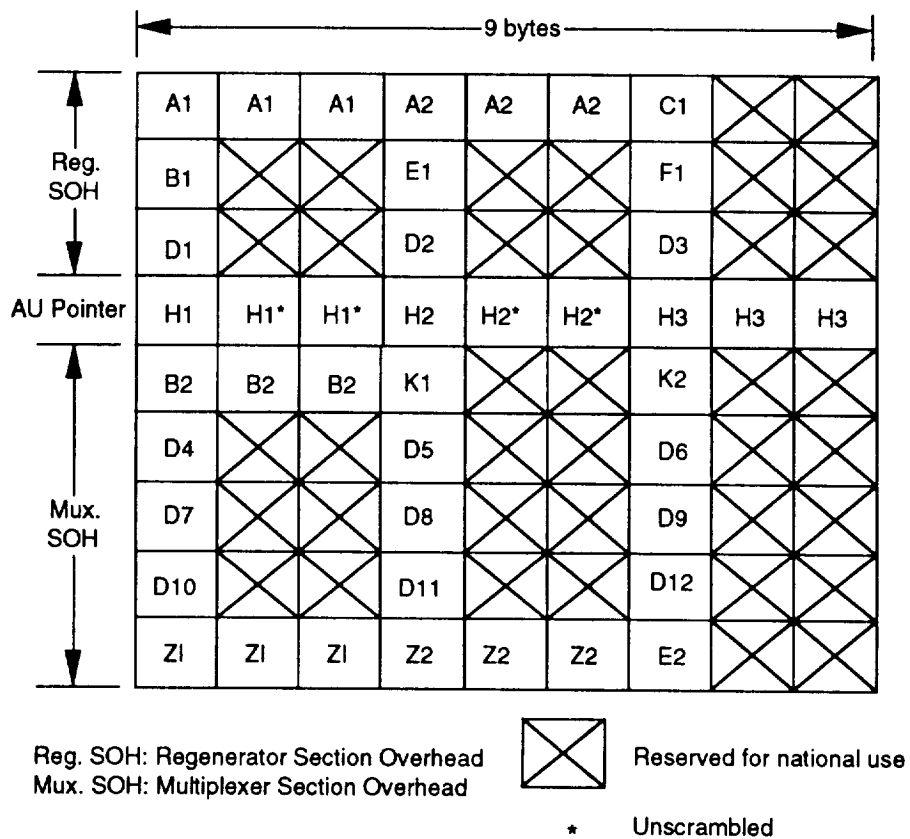 9 bytes
A1 A1 A1 A2 A2 A2 C1
Reg. SOH
B1 E1 F1
D1 D2 D3
AU Pointer
H1 H1* H1* H2 H2* H2* H3 H3 H3
B2 B2 B2 K1 K2
D4 D5 D6
Mux. SOH
D7 D8 D9
D10 D11 D12
ZI ZI ZI Z2 Z2 Z2 E2
Reg. SOH: Regenerator Section Overhead
Mux. SOH: Multiplexer Section Overhead
Reserved for national use
* Unscrambled